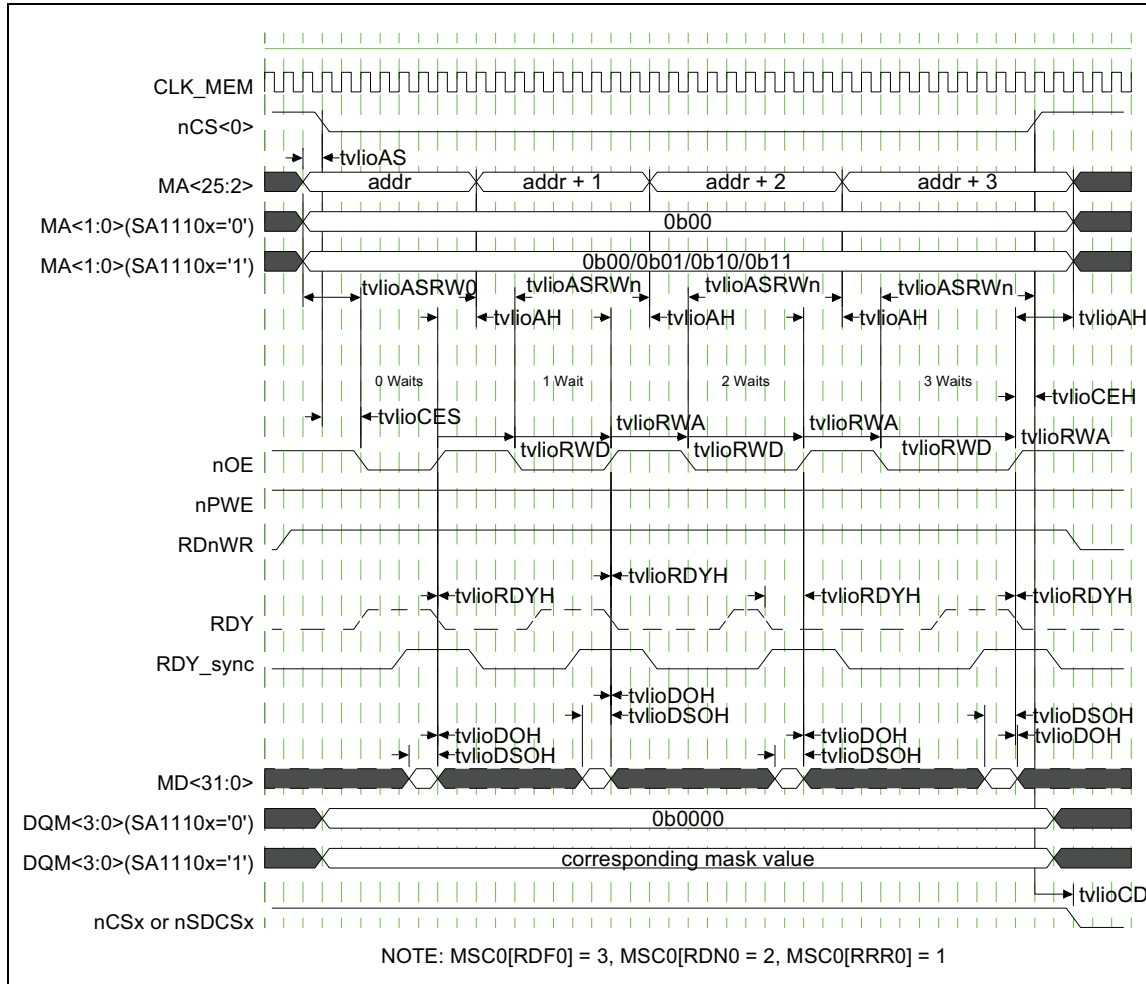 CLK_MEM
nCS<0>
tvlioAS
MA<25:2>
addr
addr + 1
addr + 2
addr + 3
MA<1:0>(SA1110x='0')
0b00
MA<1:0>(SA1110x='1')
0b00/0b01/0b10/0b11
tvlioASRW0
tvlioASRWn
tvlioASRWn
tvlioASRWn
tvlioAH
tvlioAH
tvlioAH
tvlioAH
0 Waits
1 Wait
2 Waits
3 Waits
tvlioCEH
tvlioCES
tvlioRWA
tvlioRWA
tvlioRWA
nOE
tvlioRWD
tvlioRWD
tvlioRWD
nPWE
RDnWR
tvlioRDYH
tvlioRDYH
tvlioRDYH
tvlioRDYH
RDY
RDY_sync
tvlioDOH
tvlioDSOH
tvlioDSOH
tvlioDOH
tvlioDOH
tvlioDOH
tvlioDSOH
tvlioDSOH
MD<31:0>
DQM<3:0>(SA1110x='0')
0b0000
DQM<3:0>(SA1110x='1')
corresponding mask value
tvlioCD
nCSx or nSDCSx
NOTE: MSC0[RDF0] = 3, MSC0[RDN0 = 2, MSC0[RRR0] = 1